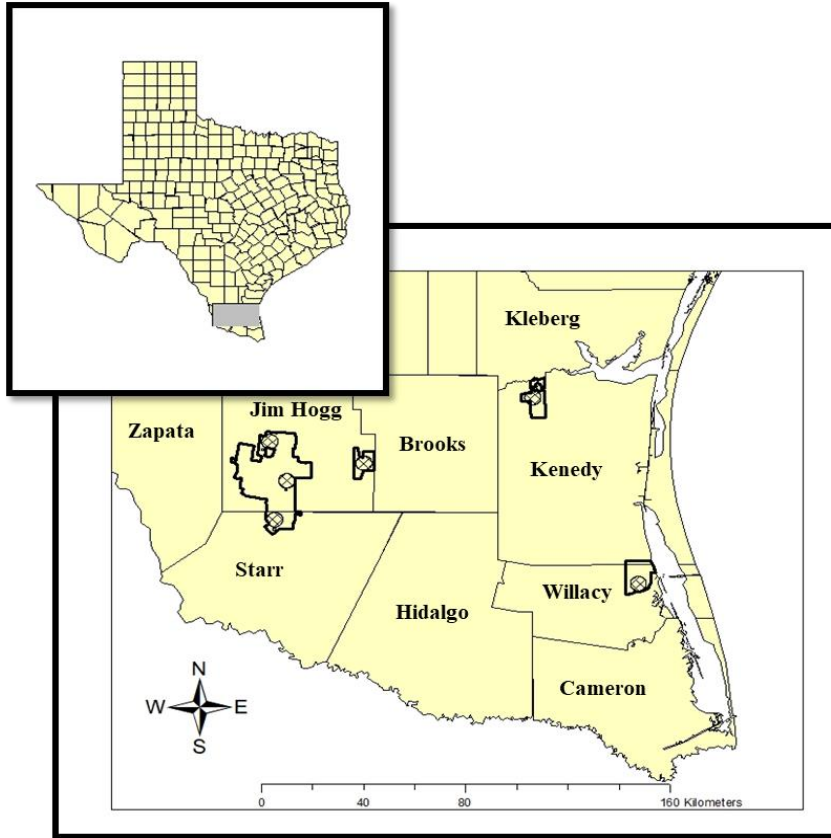 Kleberg
Jim Hogg
Zapata
Brooks
Kenedy
Starr
Willacy
Hidalgo
Cameron
N
W E
S
0 40 80 160 Kilometers